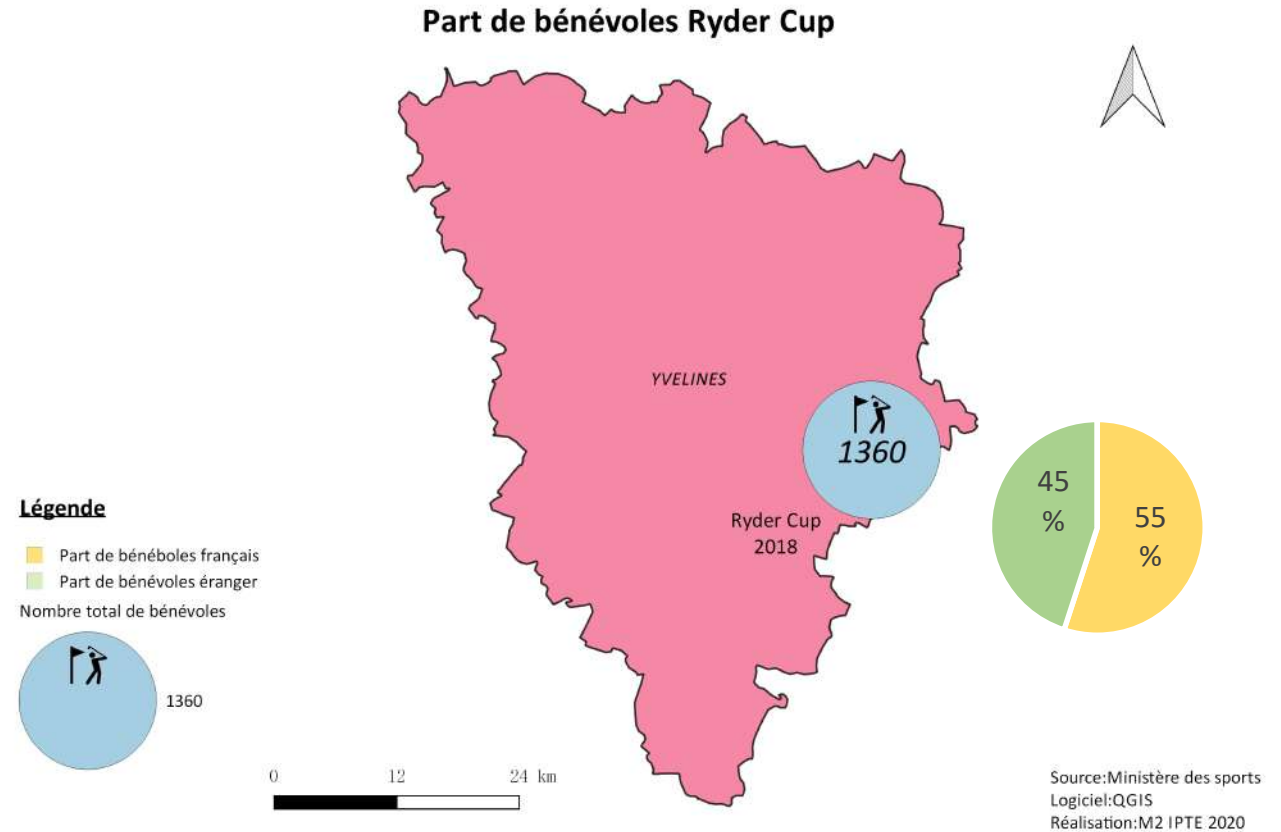 Part de bénévoles Ryder Cup
YVELINES
1360
Ryder Cup
2018
45
%
55
%
Légende
Part de bénéboles français
Part de bénévoles éranger
Nombre total de bénévoles
1360
0 12 24 km
Source:Ministère des sports
Logiciel:QGIS
Réalisation:M2 IPTE 2020